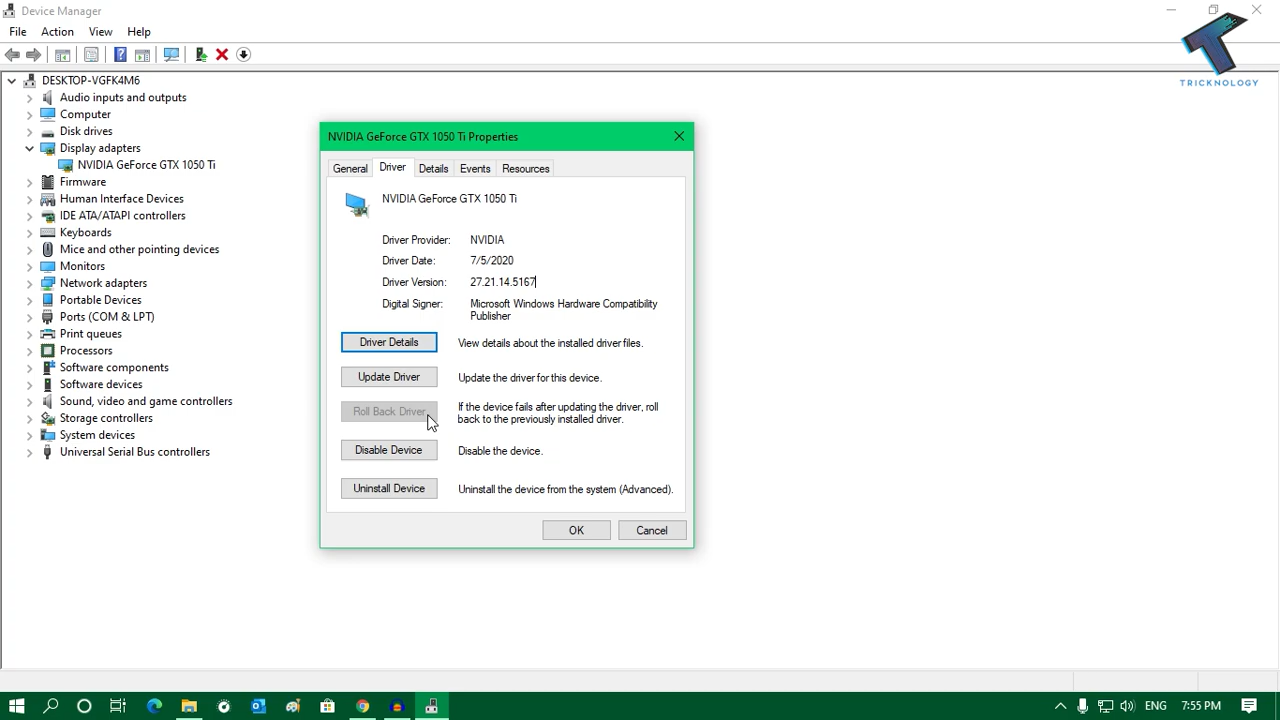 Device Manager
File Action View Help
TRICKNOLOGY
DESKTOP-VGFK4M6
Audio inputs and outputs
Computer
Disk drives
Display adapters
NVIDIA GeForce GTX 1050 Ti
Firmware
Human Interface Devices
IDE ATA/ATAPI controllers
Keyboards
Mice and other pointing devices
Monitors
Network adapters
Portable Devices
Ports (COM & LPT)
Print queues
Processors
Software components
Software devices
Sound, video and game controllers
Storage controllers
System devices
Universal Serial Bus controllers
NVIDIA GeForce GTX 1050 Ti Properties
General Driver Details Events Resources
NVIDIA GeForce GTX 1050 Ti
Driver Provider: NVIDIA
Driver Date: 7/5/2020
Driver Version: 27.21.14.5167
Digital Signer: Microsoft Windows Hardware Compatibility
Publisher
Driver Details View details about the installed driver files.
Update Driver Update the driver for this device.
Roll Back Driver If the device fails after updating the driver, roll
back to the previously installed driver.
Disable Device Disable the device.
Uninstall Device Uninstall the device from the system (Advanced).
OK Cancel
ENG 7:55 PM